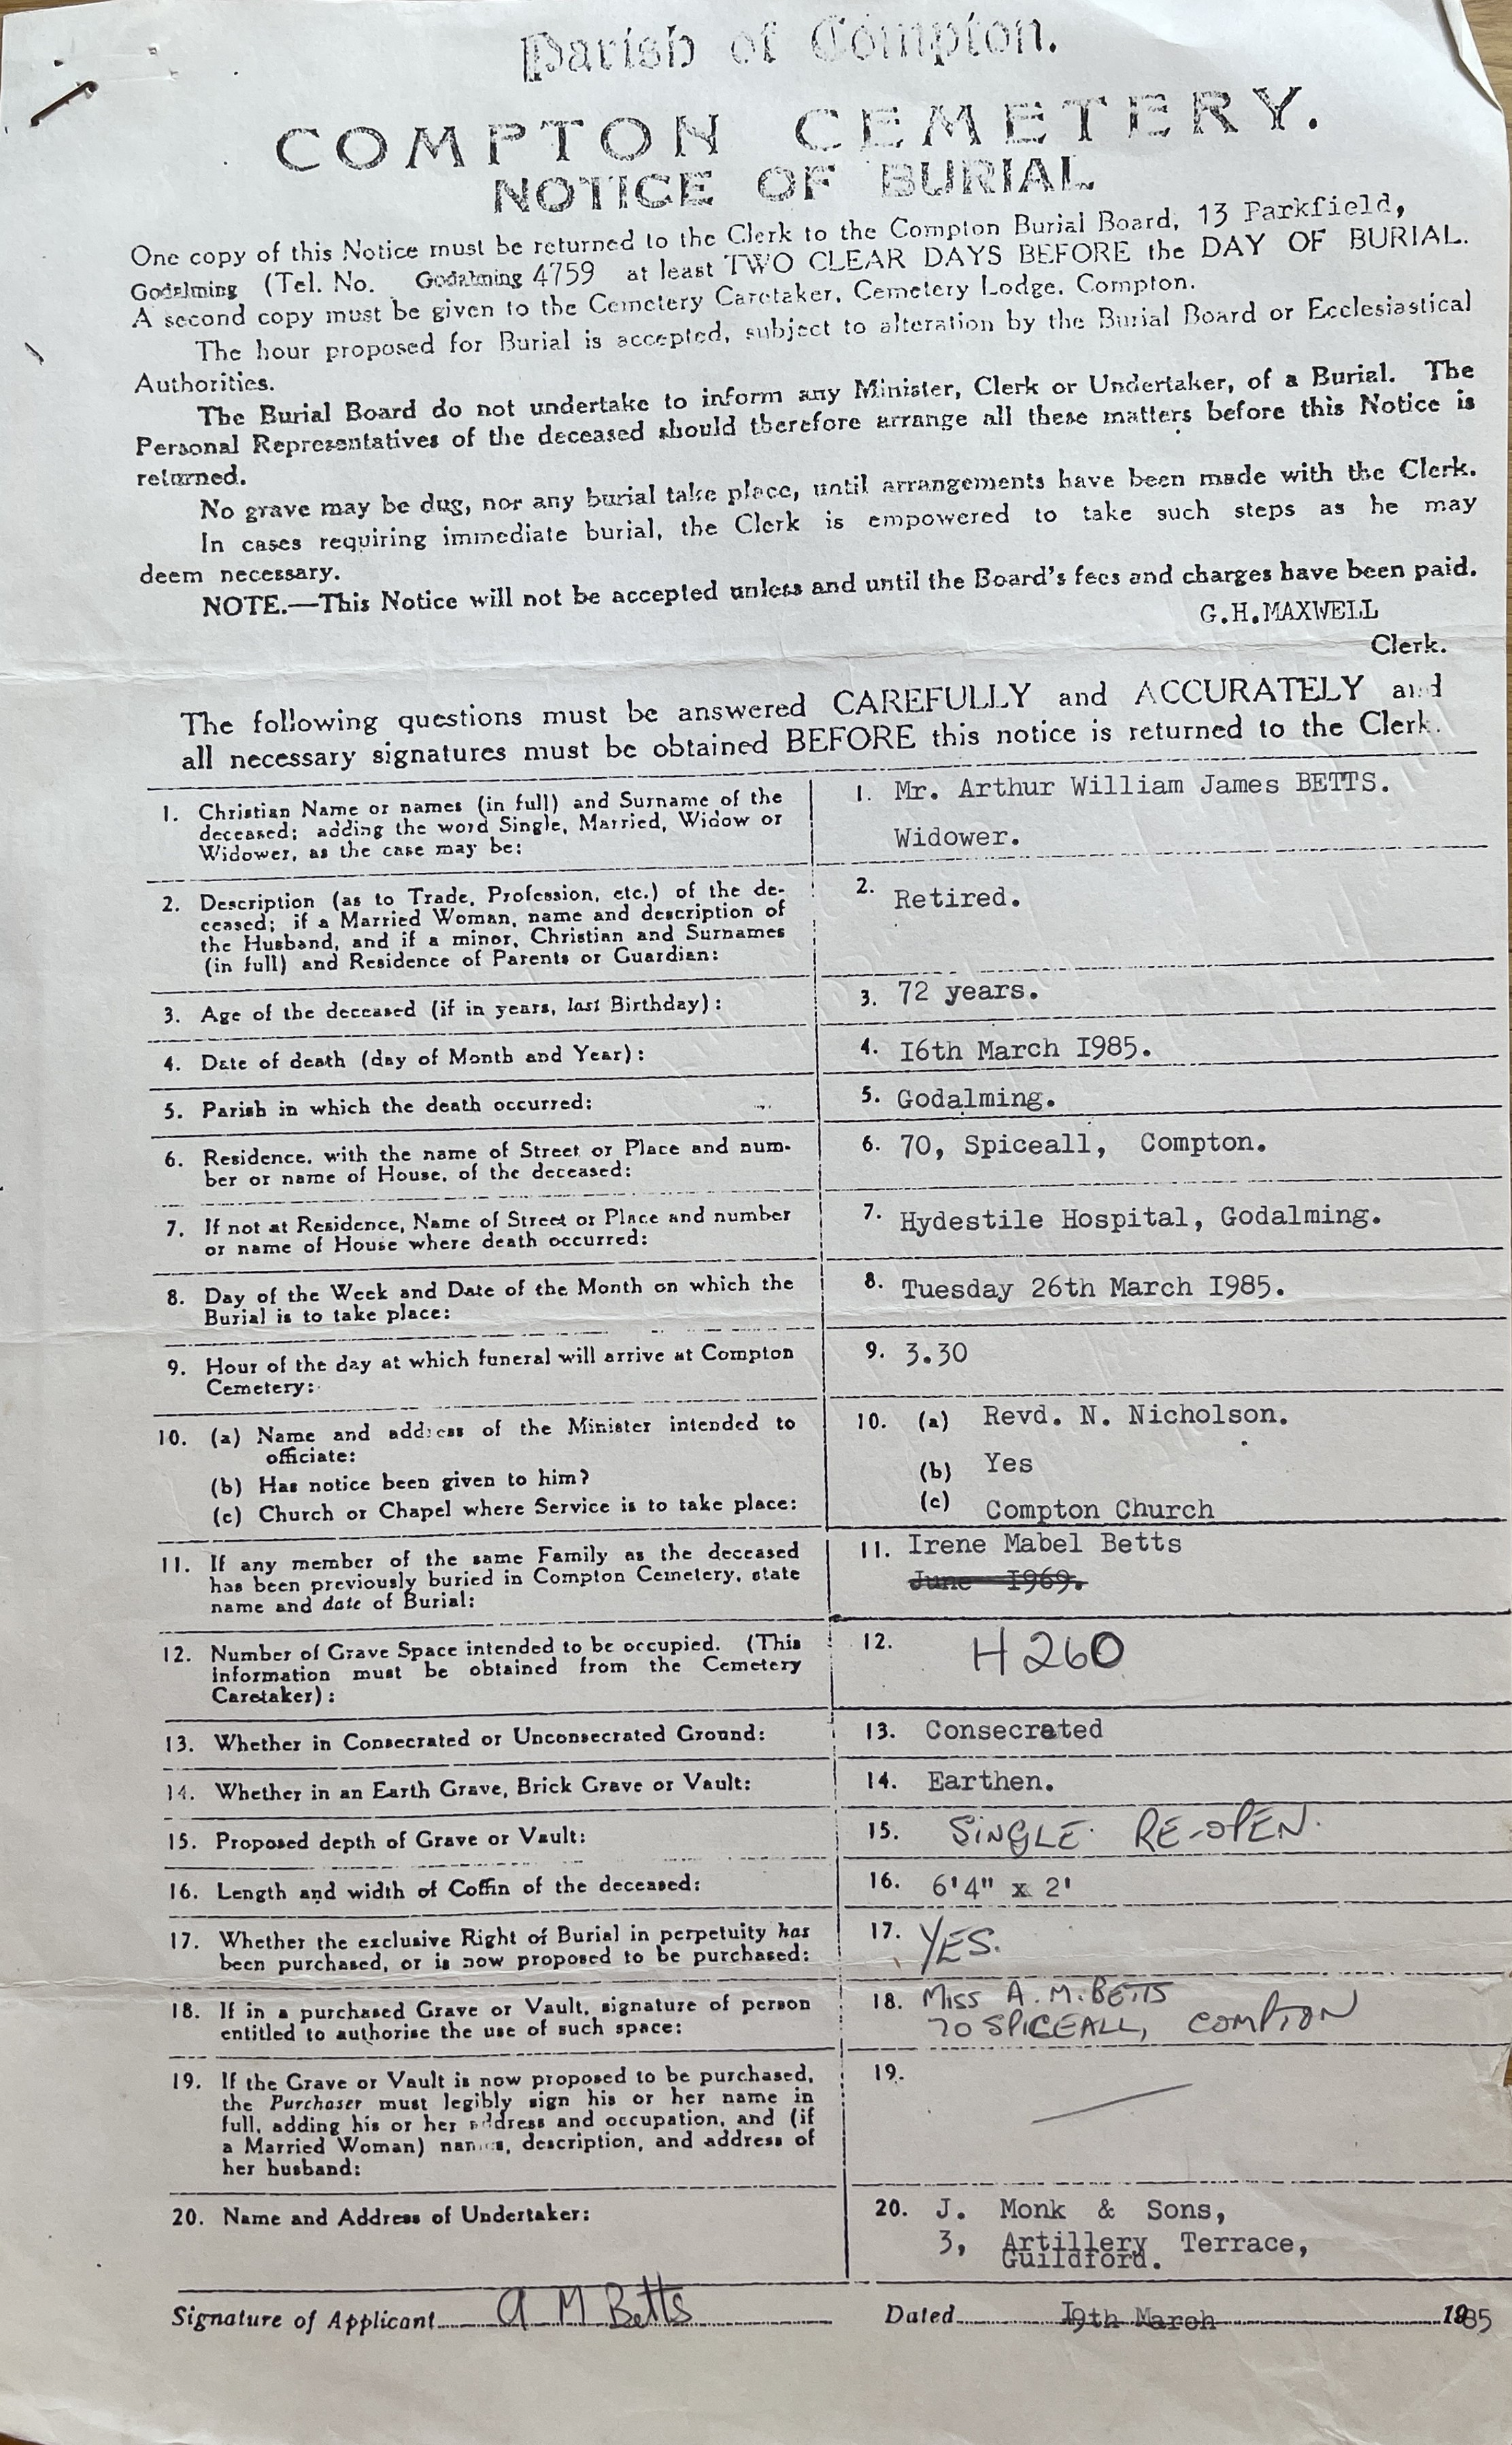 Parish of Compton.
COMPTON CEMETERY.
NOTICE OF BURIAL
One copy of this Notice must be returned to the Clerk to the Compton Burial Board, 13 Parkfield,
Godalming (Tel. No. Godalming 4759 at least TWO CLEAR DAYS BEFORE the DAY OF BURIAL.
A second copy must be given to the Cemetery Caretaker, Cemetery Lodge, Compton.
The hour proposed for Burial is accepted, subject to alteration by the Burial Board or Ecclesiastical
Authorities.
The Burial Board do not undertake to inform any Minister, Clerk or Undertaker, of a Burial. The
Personal Representatives of the deceased should therefore arrange all these matters before this Notice is
returned.
No grave may be dug, nor any burial take place, until arrangements have been made with the Clerk.
In cases requiring immediate burial, the Clerk is empowered to take such steps as he may
deem necessary.
NOTE.—This Notice will not be accepted unless and until the Board's fees and charges have been paid.
G.H.MAXWELL
Clerk.
The following questions must be answered CAREFULLY and ACCURATELY and
all necessary signatures must be obtained BEFORE this notice is returned to the Clerk.
1. Christian Name or names (in full) and Surname of the
deceased; adding the word Single, Married, Widow or
Widower, as the case may be:
1. Mr. Arthur William James BETTS.
Widower.
2. Description (as to Trade, Profession, etc.) of the de-
ceased; if a Married Woman, name and description of
the Husband, and if a minor, Christian and Surnames
(in full) and Residence of Parents or Guardian:
2. Retired.
3. Age of the deceased (if in years, last Birthday):
3. 72 years.
4. Date of death (day of Month and Year):
4. I6th March I985.
5. Parish in which the death occurred:
5. Godalming.
6. Residence, with the name of Street or Place and num-
ber or name of House, of the deceased:
6. 70, Spiceall, Compton.
7. If not at Residence, Name of Street or Place and number
or name of House where death occurred:
7. Hydestile Hospital, Godalming.
8. Day of the Week and Date of the Month on which the
Burial is to take place:
8. Tuesday 26th March I985.
9. Hour of the day at which funeral will arrive at Compton
Cemetery:
9. 3.30
10. (a) Name and address of the Minister intended to
officiate:
(b) Has notice been given to him?
(c) Church or Chapel where Service is to take place:
10. (a) Revd. N. Nicholson.
(b) Yes
(c) Compton Church
11. If any member of the same Family as the deceased
has been previously buried in Compton Cemetery, state
name and date of Burial:
11. Irene Mabel Betts
June I969.
12. Number of Grave Space intended to be occupied. (This
information must be obtained from the Cemetery
Caretaker):
12. H 260
13. Whether in Consecrated or Unconsecrated Ground:
13. Consecrated
14. Whether in an Earth Grave, Brick Grave or Vault:
14. Earthen.
15. Proposed depth of Grave or Vault:
15. SINGLE. RE-OPEN.
16. Length and width of Coffin of the deceased:
16. 6'4" x 2'
17. Whether the exclusive Right of Burial in perpetuity has
been purchased, or is now proposed to be purchased:
17. YES.
18. If in a purchased Grave or Vault, signature of person
entitled to authorise the use of such space:
18. MISS A.M.BETTS
70 SPICEALL, COMPTON
19. If the Grave or Vault is now proposed to be purchased,
the Purchaser must legibly sign his or her name in
full, adding his or her address and occupation, and (if
a Married Woman) names, description, and address of
her husband:
19.
20. Name and Address of Undertaker:
20. J. Monk & Sons,
3, Artillery Terrace,
Guildford.
Signature of Applicant A M Betts Dated I9th March 1985